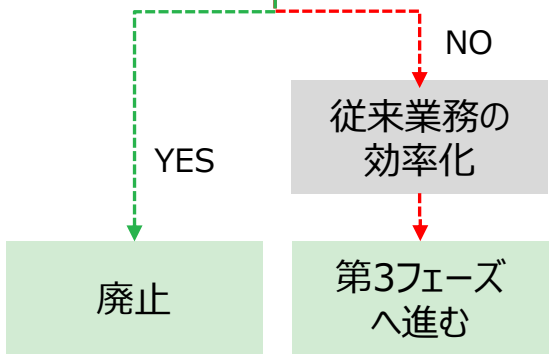 NO
従来業務の
効率化
YES
廃止
第3フェーズ
へ進む